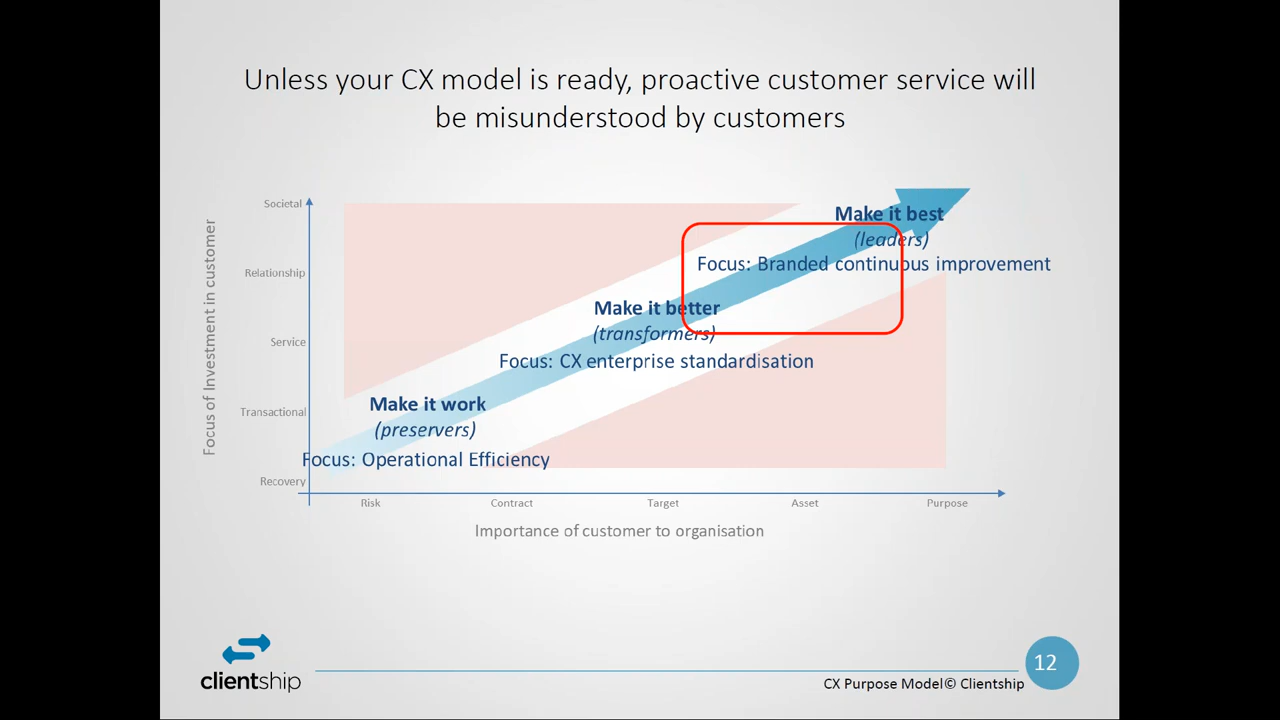 Unless your CX model is ready, proactive customer service will
be misunderstood by customers
Focus of Investment in customer
Societal
Relationship
Service
Transactional
Recovery
Make it best
(leaders)
Focus: Branded continuous improvement
Make it better
(transformers)
Focus: CX enterprise standardisation
Make it work
(preservers)
Focus: Operational Efficiency
Risk
Contract
Target
Asset
Purpose
Importance of customer to organisation
clientship
12
CX Purpose Model© Clientship